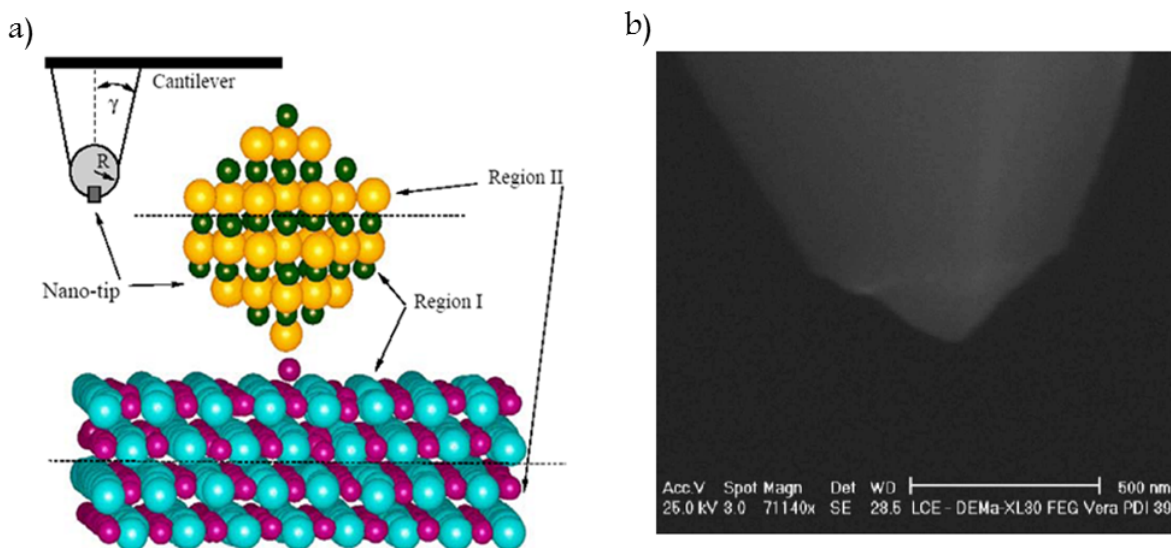 a)
Cantilever
γ
R
Nano-tip
Region II
Region I
b)
Acc.V Spot Magn Det WD 500 nm
25.0 kV 3.0 71140x SE 28.5 LCE - DEMa-XL30 FEG Vera PDI 39